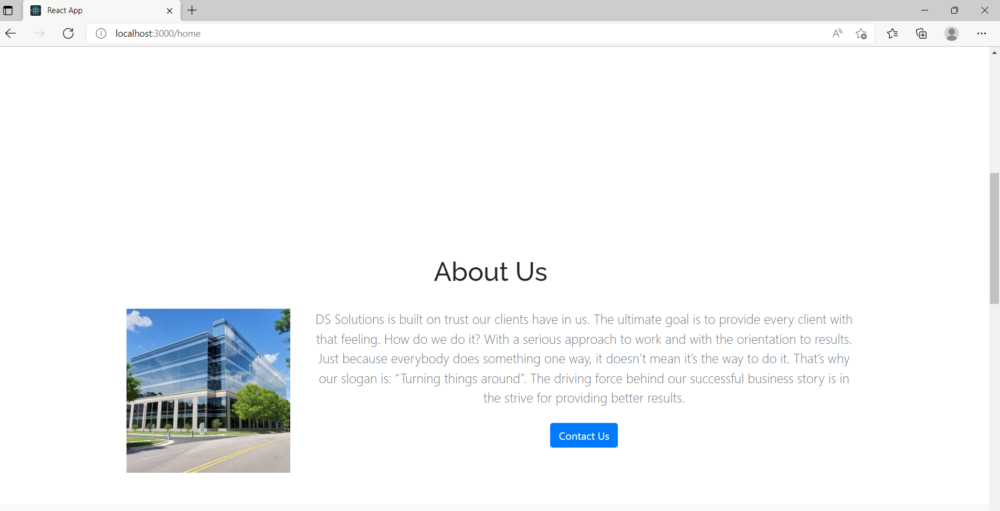 React App
localhost:3000/home
About Us
DS Solutions is built on trust our clients have in us. The ultimate goal is to provide every client with
that feeling. How do we do it? With a serious approach to work and with the orientation to results.
Just because everybody does something one way, it doesn’t mean it’s the way to do it. That’s why
our slogan is: “Turning things around”. The driving force behind our successful business story is in
the strive for providing better results.
Contact Us